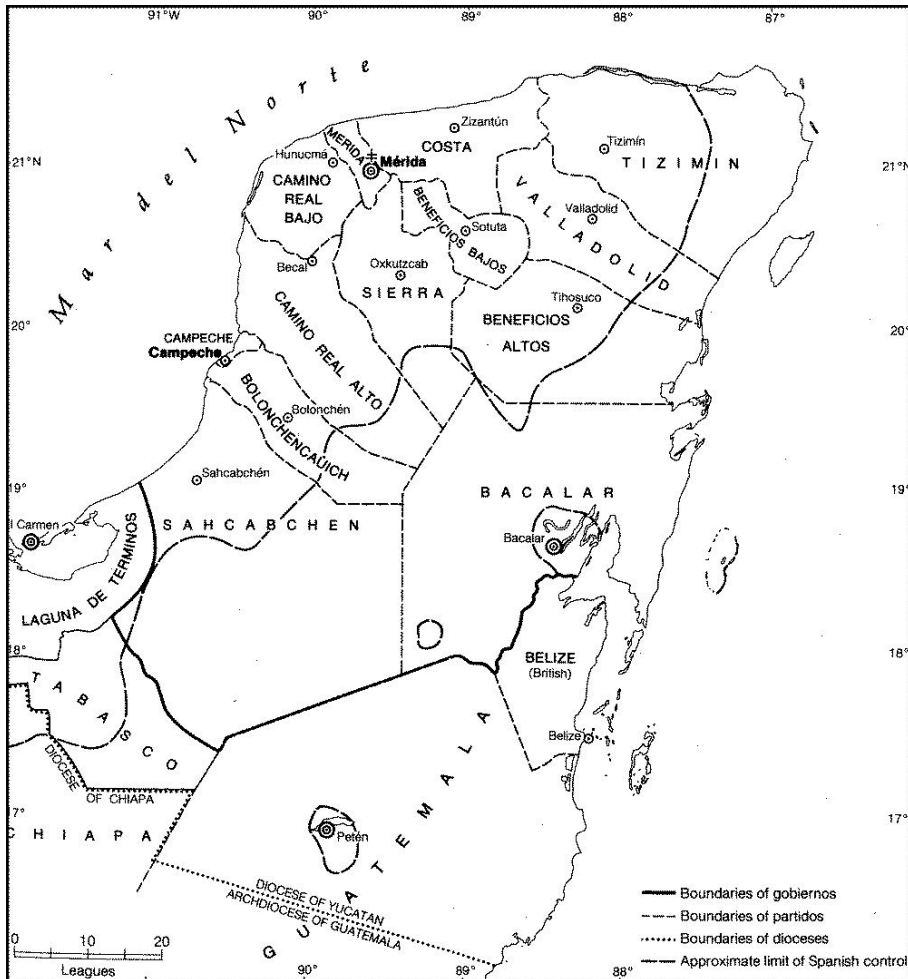 91°W
90°
89°
88°
87°
Mar del Norte
21°N
21°N
20°
20°
19°
19°
18°
18°
17°
17°
Zizantún
COSTA
Tizimín
TIZIMIN
MERIDA
Mérida
Hunucmá
CAMINO
REAL
BAJO
BENEFICIOS BAJOS
Sotuta
VALLADOLID
Valladolid
Becal
Oxkutzcab
SIERRA
Tihosuco
BENEFICIOS
ALTOS
CAMINO REAL ALTO
CAMPECHE
Campeche
BOLONCHENCAUICH
Bolonchén
Sahcabchén
SAHCABCHEN
BACALAR
Bacalar
l Carmen
LAGUNA DE TERMINOS
BELIZE
(British)
Belize
TABASCO
DIOCESE
OF CHIAPA
CHIAPA
Petén
GUATEMALA
DIOCESE OF YUCATAN
ARCHDIOCESE OF GUATEMALA
Boundaries of gobiernos
Boundaries of partidos
Boundaries of dioceses
Approximate limit of Spanish control
0 10 20
Leagues
90°
89°
88°